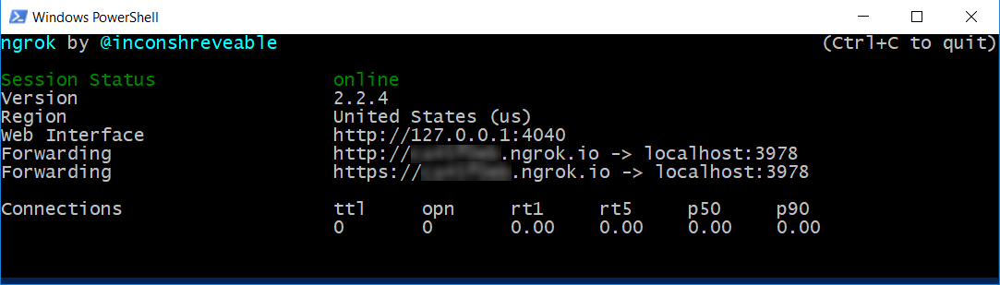 Windows PowerShell
ngrok by @inconshreveable (Ctrl+C to quit)
Session Status online
Version 2.2.4
Region United States (us)
Web Interface http://127.0.0.1:4040
Forwarding http:// .ngrok.io -> localhost:3978
Forwarding https:// .ngrok.io -> localhost:3978
Connections ttl opn rt1 rt5 p50 p90
0 0 0.00 0.00 0.00 0.00